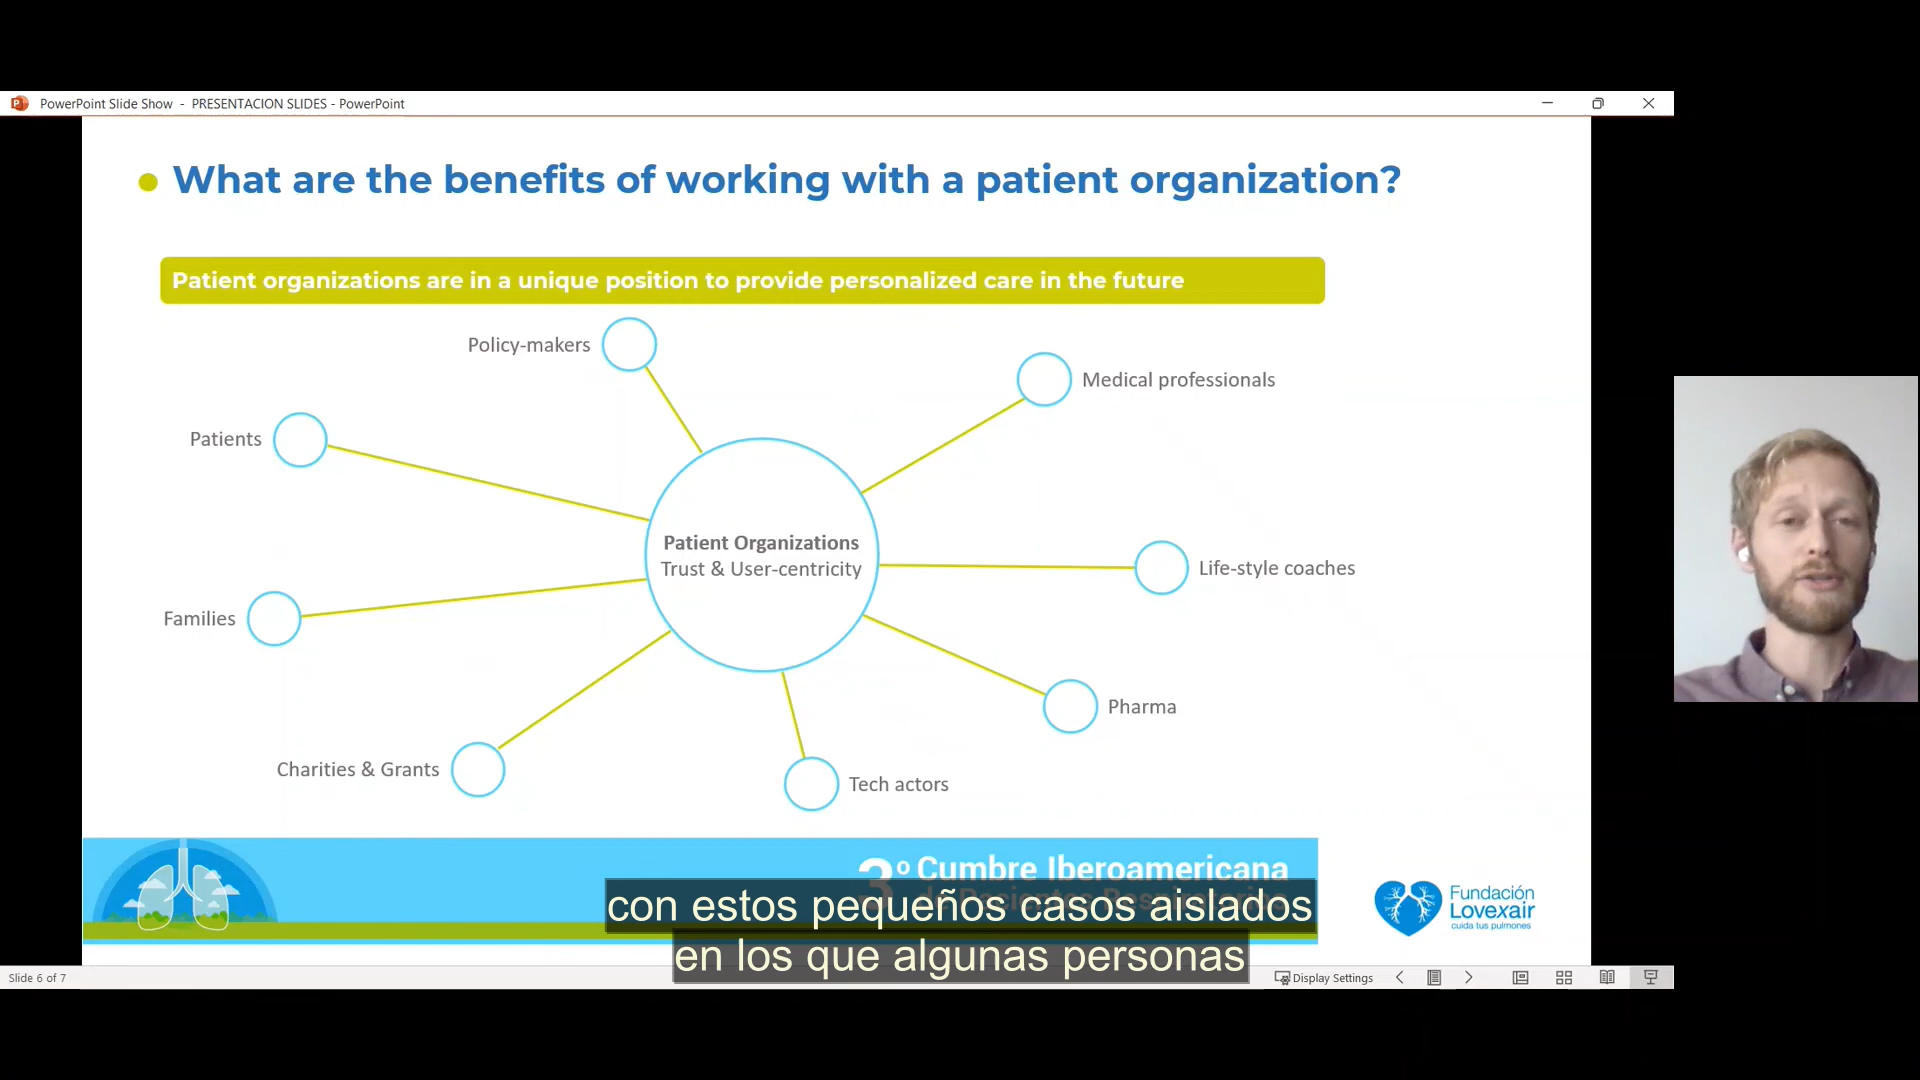 PowerPoint Slide Show - PRESENTACION SLIDES - PowerPoint
What are the benefits of working with a patient organization?
Patient organizations are in a unique position to provide personalized care in the future
Policy-makers
Medical professionals
Patients
Patient Organizations
Trust & User-centricity
Life-style coaches
Families
Pharma
Charities & Grants
Tech actors
3º Cumbre Iberoamericana
de Pacientes Respiratorios
Fundación
Lovexair
cuida tus pulmones
con estos pequeños casos aislados
en los que algunas personas
Slide 6 of 7
Display Settings